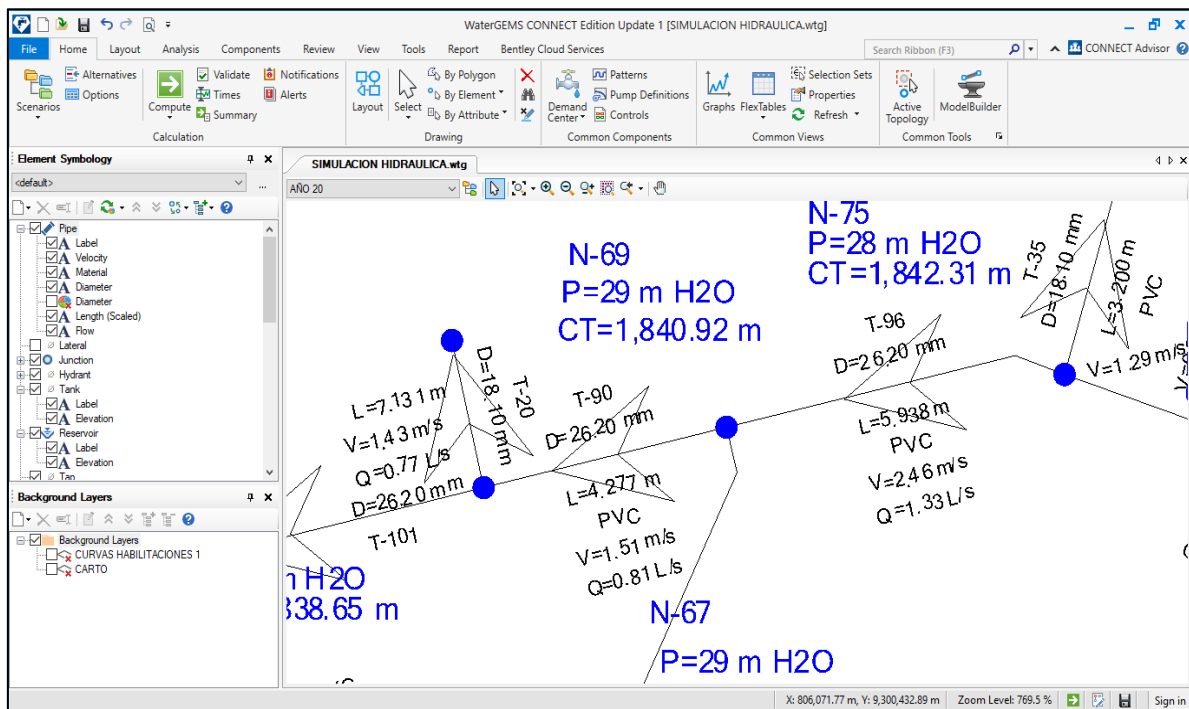 WaterGEMS CONNECT Edition Update 1 [SIMULACION HIDRAULICA.wtg]
File Home Layout Analysis Components Review View Tools Report Bentley Cloud Services
Search Ribbon (F3)
CONNECT Advisor
Scenarios
Alternatives
Options
Compute
Validate
Times
Summary
Notifications
Alerts
Calculation
Layout
Select
By Polygon
By Element
By Attribute
Drawing
Demand
Center
Patterns
Pump Definitions
Controls
Common Components
Graphs
FlexTables
Selection Sets
Properties
Refresh
Common Views
Active
Topology
ModelBuilder
Common Tools
Element Symbology
<default>
...
Pipe
Label
Velocity
Material
Diameter
Diameter
Length (Scaled)
Flow
Lateral
Junction
Hydrant
Tank
Label
Elevation
Reservoir
Label
Elevation
Tap
Background Layers
Background Layers
CURVAS HABILITACIONES 1
CARTO
SIMULACION HIDRAULICA.wtg
AÑO 20
N-69
P=29 m H2O
CT=1,840.92 m
N-75
P=28 m H2O
CT=1,842.31 m
T-35
D=18.10 mm
L=3.200 m
PVC
V=1.29 m/s
T-96
D=26.20 mm
L=5.938 m
PVC
V=2.46 m/s
Q=1.33 L/s
T-20
D=18.10 mm
L=7.131 m
V=1.43 m/s
Q=0.77 L/s
D=26.20 mm
T-101
T-90
D=26.20 mm
L=4.277 m
PVC
V=1.51 m/s
Q=0.81 L/s
H2O
338.65 m
N-67
P=29 m H2O
X: 806,071.77 m, Y: 9,300,432.89 m
Zoom Level: 769.5 %
Sign in